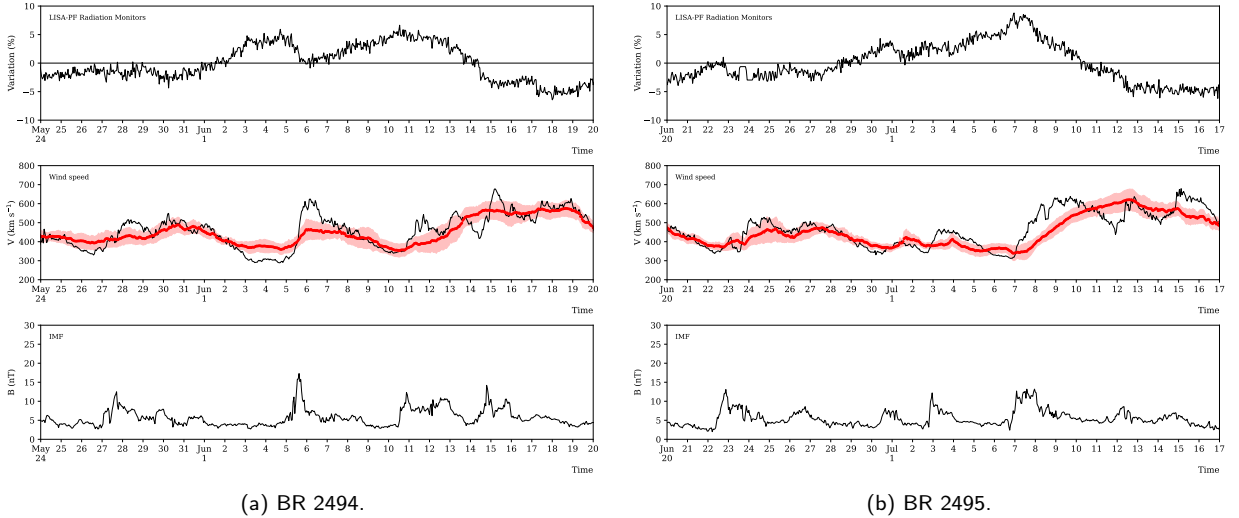 LISA-PF Radiation Monitors
Variation (%)
10
5
0
−5
−10
May 24 25 26 27 28 29 30 31 Jun 1 2 3 4 5 6 7 8 9 10 11 12 13 14 15 16 17 18 19 20
Time
Wind speed
V (km s⁻¹)
800
700
600
500
400
300
200
May 24 25 26 27 28 29 30 31 Jun 1 2 3 4 5 6 7 8 9 10 11 12 13 14 15 16 17 18 19 20
Time
IMF
B (nT)
30
25
20
15
10
5
0
May 24 25 26 27 28 29 30 31 Jun 1 2 3 4 5 6 7 8 9 10 11 12 13 14 15 16 17 18 19 20
Time
(a) BR 2494.
LISA-PF Radiation Monitors
Variation (%)
10
5
0
−5
−10
Jun 20 21 22 23 24 25 26 27 28 29 30 Jul 1 2 3 4 5 6 7 8 9 10 11 12 13 14 15 16 17
Time
Wind speed
V (km s⁻¹)
800
700
600
500
400
300
200
Jun 20 21 22 23 24 25 26 27 28 29 30 Jul 1 2 3 4 5 6 7 8 9 10 11 12 13 14 15 16 17
Time
IMF
B (nT)
30
25
20
15
10
5
0
Jun 20 21 22 23 24 25 26 27 28 29 30 Jul 1 2 3 4 5 6 7 8 9 10 11 12 13 14 15 16 17
Time
(b) BR 2495.